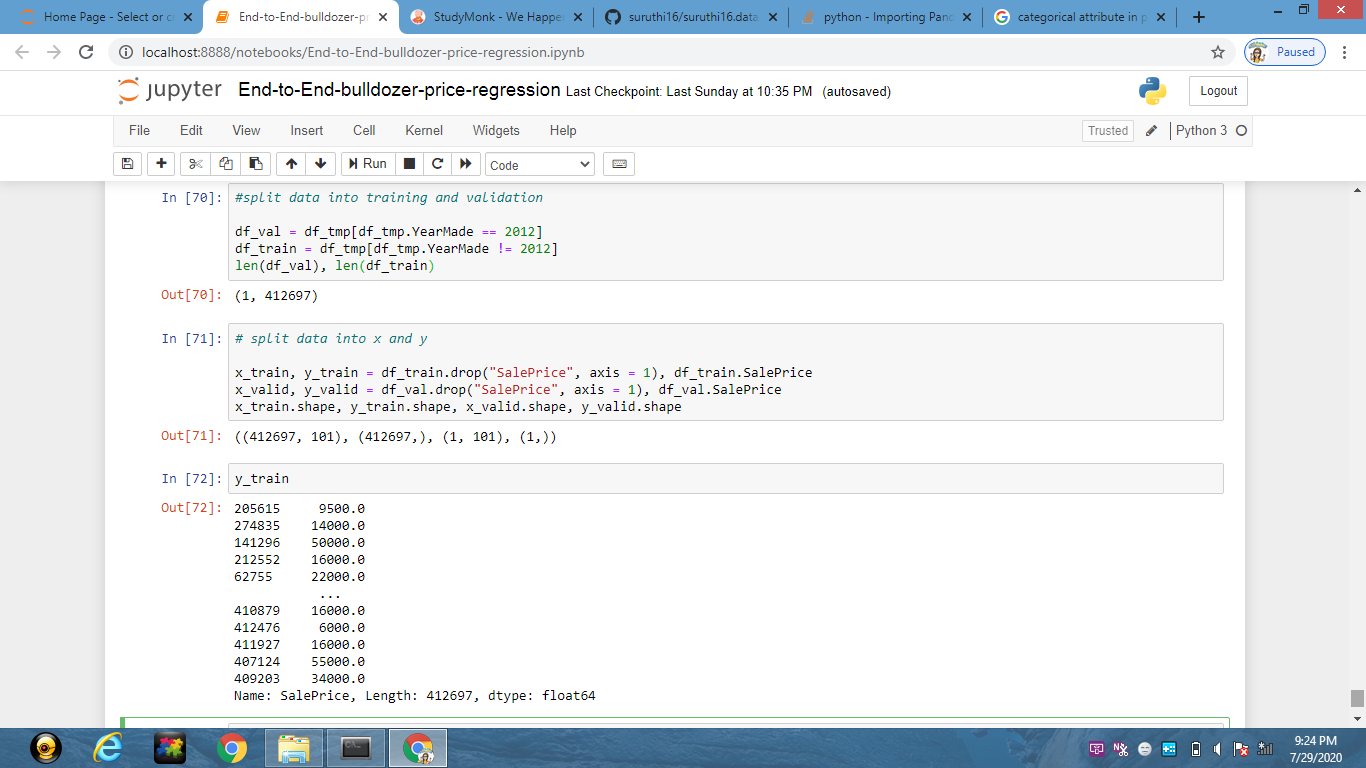 Home Page - Select or c
End-to-End-bulldozer-pr
StudyMonk - We Happe
suruthi16/suruthi16.data
python - Importing Pand
categorical attribute in p
localhost:8888/notebooks/End-to-End-bulldozer-price-regression.ipynb
Paused
jupyter End-to-End-bulldozer-price-regression Last Checkpoint: Last Sunday at 10:35 PM (autosaved)
Logout
File Edit View Insert Cell Kernel Widgets Help
Trusted
Python 3
Run
Code
In [70]: #split data into training and validation
df_val = df_tmp[df_tmp.YearMade == 2012]
df_train = df_tmp[df_tmp.YearMade != 2012]
len(df_val), len(df_train)
Out[70]: (1, 412697)
In [71]: # split data into x and y
x_train, y_train = df_train.drop("SalePrice", axis = 1), df_train.SalePrice
x_valid, y_valid = df_val.drop("SalePrice", axis = 1), df_val.SalePrice
x_train.shape, y_train.shape, x_valid.shape, y_valid.shape
Out[71]: ((412697, 101), (412697,), (1, 101), (1,))
In [72]: y_train
Out[72]: 205615 9500.0
274835 14000.0
141296 50000.0
212552 16000.0
62755 22000.0
...
410879 16000.0
412476 6000.0
411927 16000.0
407124 55000.0
409203 34000.0
Name: SalePrice, Length: 412697, dtype: float64
9:24 PM
7/29/2020